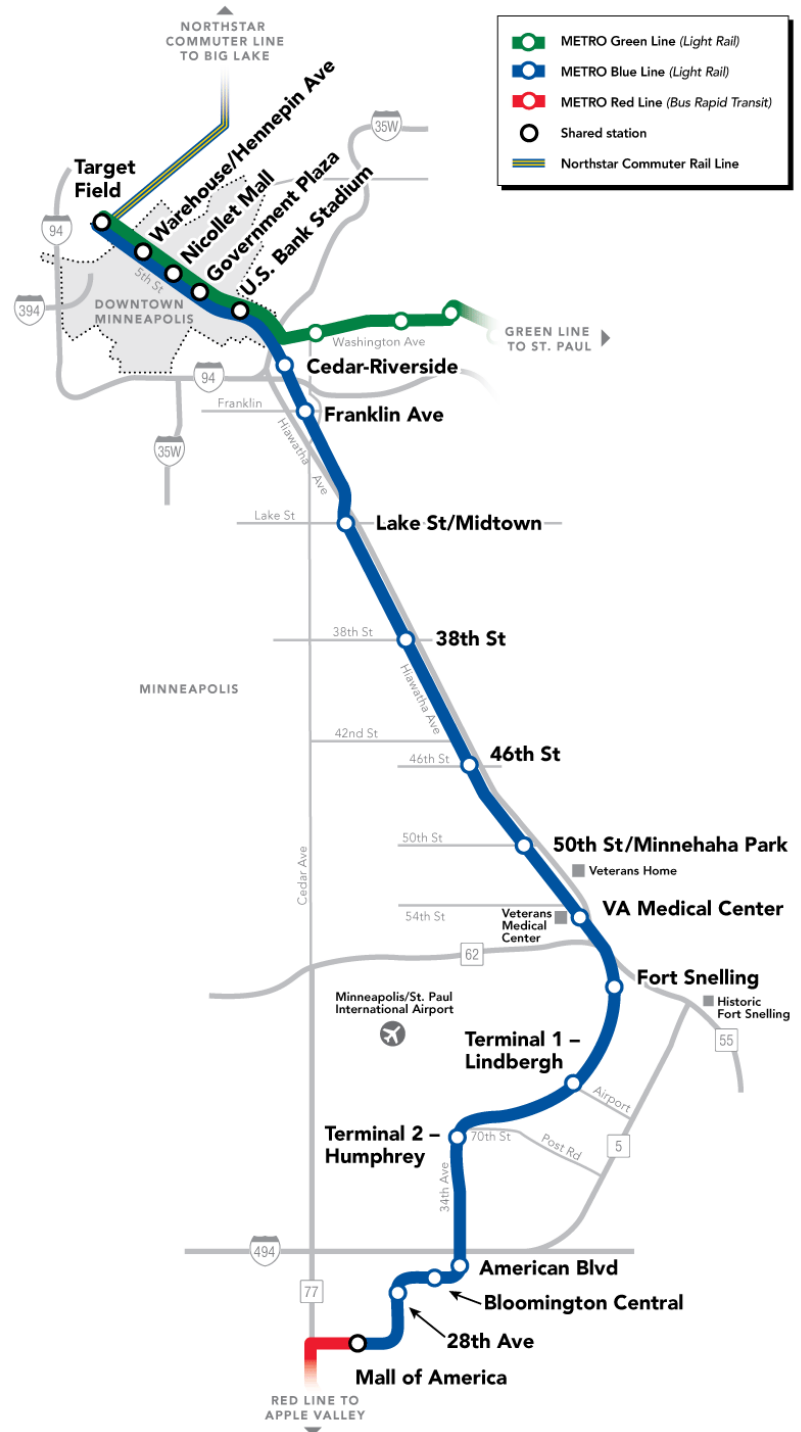 NORTHSTAR
COMMUTER LINE
TO BIG LAKE
METRO Green Line (Light Rail)
METRO Blue Line (Light Rail)
METRO Red Line (Bus Rapid Transit)
Shared station
Northstar Commuter Rail Line
35W
Target
Field
Warehouse/Hennepin Ave
Nicollet Mall
Government Plaza
U.S. Bank Stadium
94
5th St
394
DOWNTOWN
MINNEAPOLIS
Washington Ave
GREEN LINE
TO ST. PAUL
Cedar-Riverside
94
Franklin
Franklin Ave
Hiawatha Ave
35W
Lake St
Lake St/Midtown
38th St
38th St
Hiawatha Ave
MINNEAPOLIS
42nd St
46th St
46th St
50th St
50th St/Minnehaha Park
Veterans Home
Cedar Ave
54th St
Veterans
Medical
Center
VA Medical Center
62
Fort Snelling
Minneapolis/St. Paul
International Airport
Historic
Fort Snelling
55
Terminal 1 –
Lindbergh
Airport
Terminal 2 –
Humphrey
70th St
Post Rd
5
34th Ave
494
American Blvd
77
Bloomington Central
28th Ave
Mall of America
RED LINE TO
APPLE VALLEY